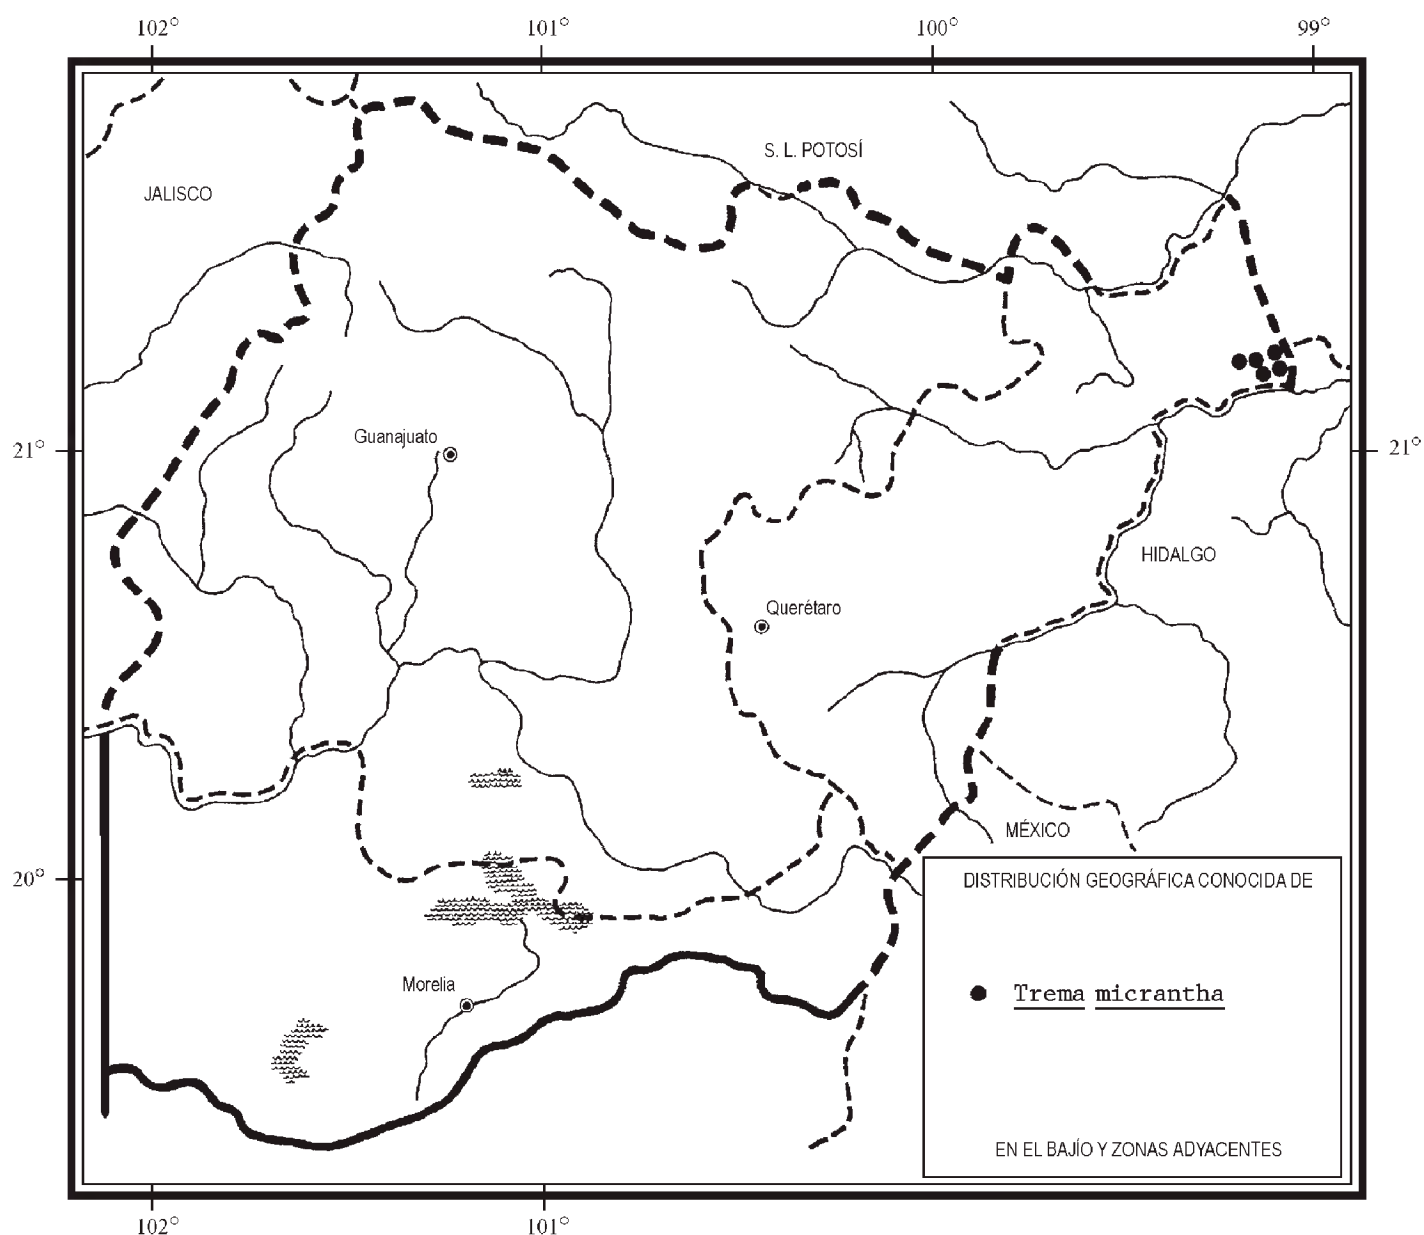 102° 101° 100° 99°
S. L. POTOSÍ
JALISCO
Guanajuato
21° 21°
HIDALGO
Querétaro
MÉXICO
20°
DISTRIBUCIÓN GEOGRÁFICA CONOCIDA DE
Morelia
Trema micrantha
EN EL BAJÍO Y ZONAS ADYACENTES
102° 101°